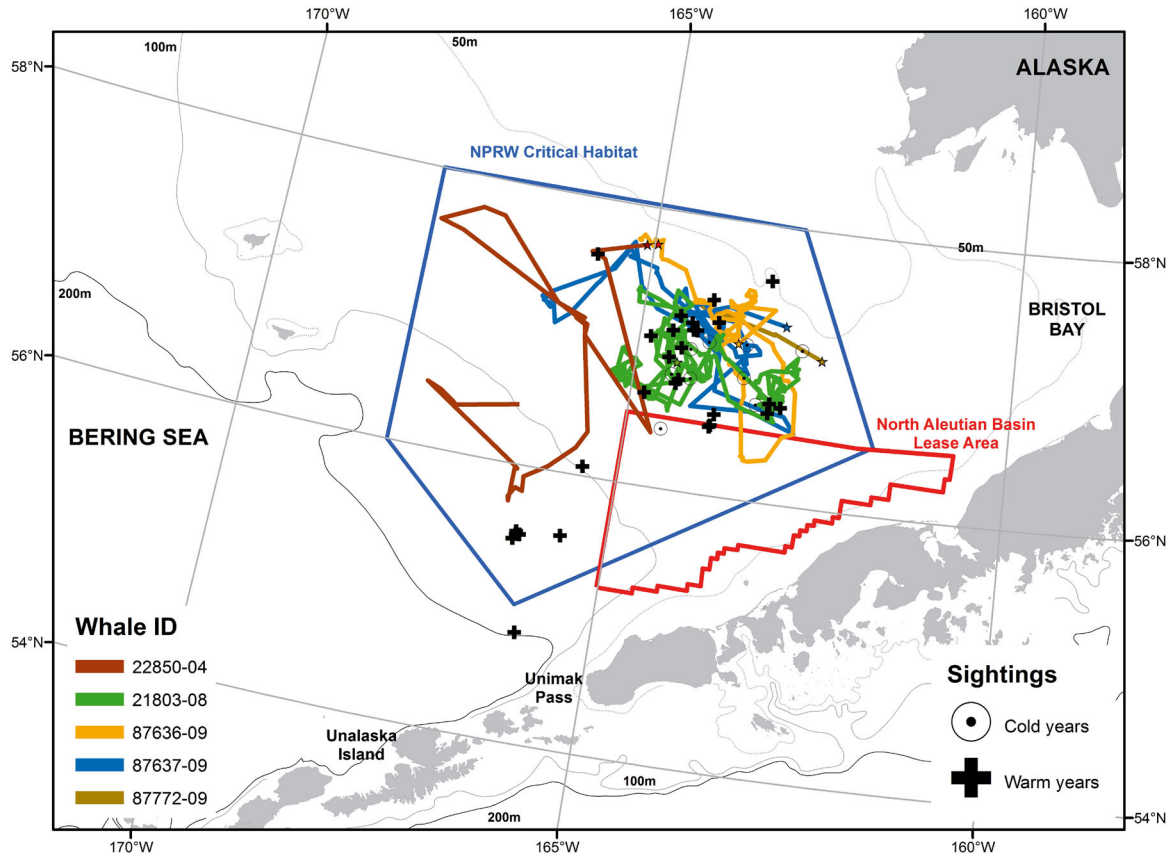 170°W
165°W
160°W
100m
50m
58°N
ALASKA
NPRW Critical Habitat
50m
58°N
200m
BRISTOL
BAY
56°N
BERING SEA
North Aleutian Basin
Lease Area
56°N
Whale ID
54°N
22850-04
21803-08
87636-09
87637-09
87772-09
Unimak
Pass
Unalaska
Island
Sightings
Cold years
Warm years
100m
200m
54°N
170°W
165°W
160°W